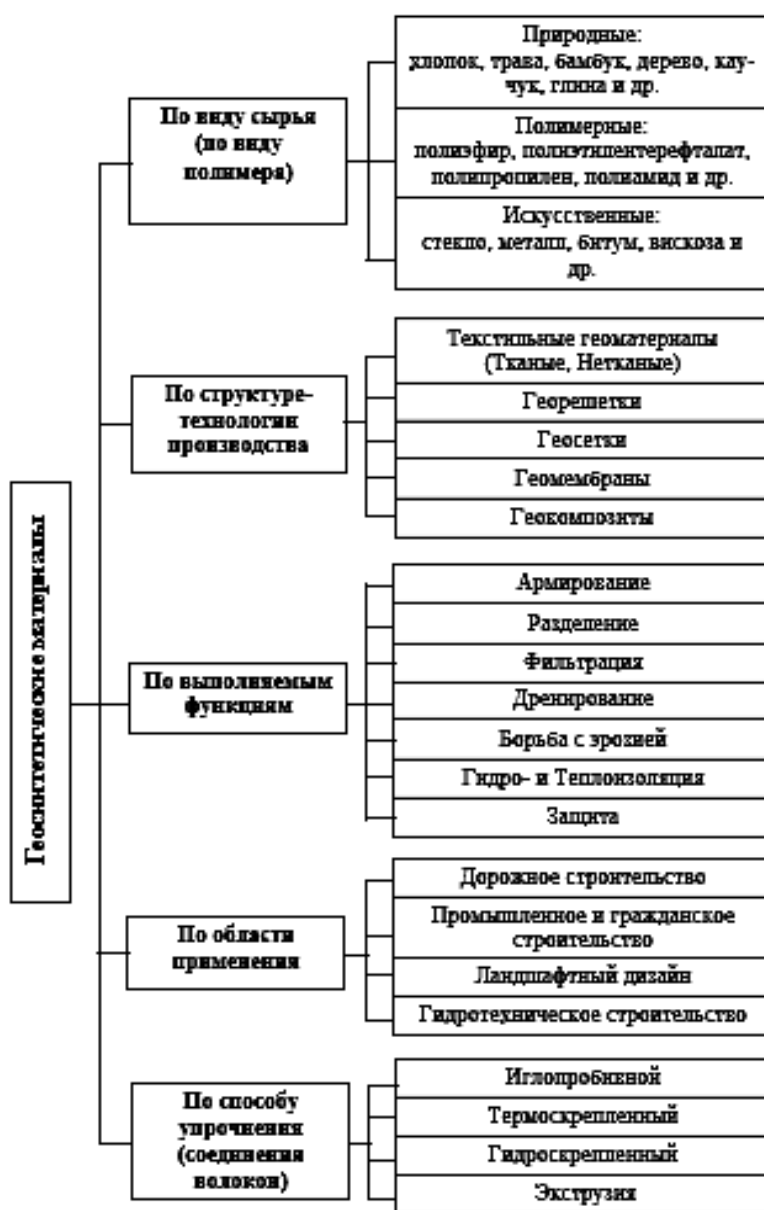 Геосинтетические материалы
По виду сырья
(по виду
полимера)
Природные:
хлопок, трава, бамбук, дерево, кау-
чук, глина и др.
Полимерные:
полиэфир, полиэтилентерефталат,
полипропилен, полиамид и др.
Искусственные:
стекло, металл, битум, вискоза и
др.
По структуре-
технологии
производства
Текстильные геоматериалы
(Тканые, Нетканые)
Георешетки
Геосетки
Геомембраны
Геокомпозиты
По выполняемым
функциям
Армирование
Разделение
Фильтрация
Дренирование
Борьба с эрозией
Гидро- и Теплоизоляция
Защита
По области
применения
Дорожное строительство
Промышленное и гражданское
строительство
Ландшафтный дизайн
Гидротехническое строительство
По способу
упрочнения
(соединения
волокон)
Иглопробивной
Термоскрепленный
Гидроскрепленный
Экструзия